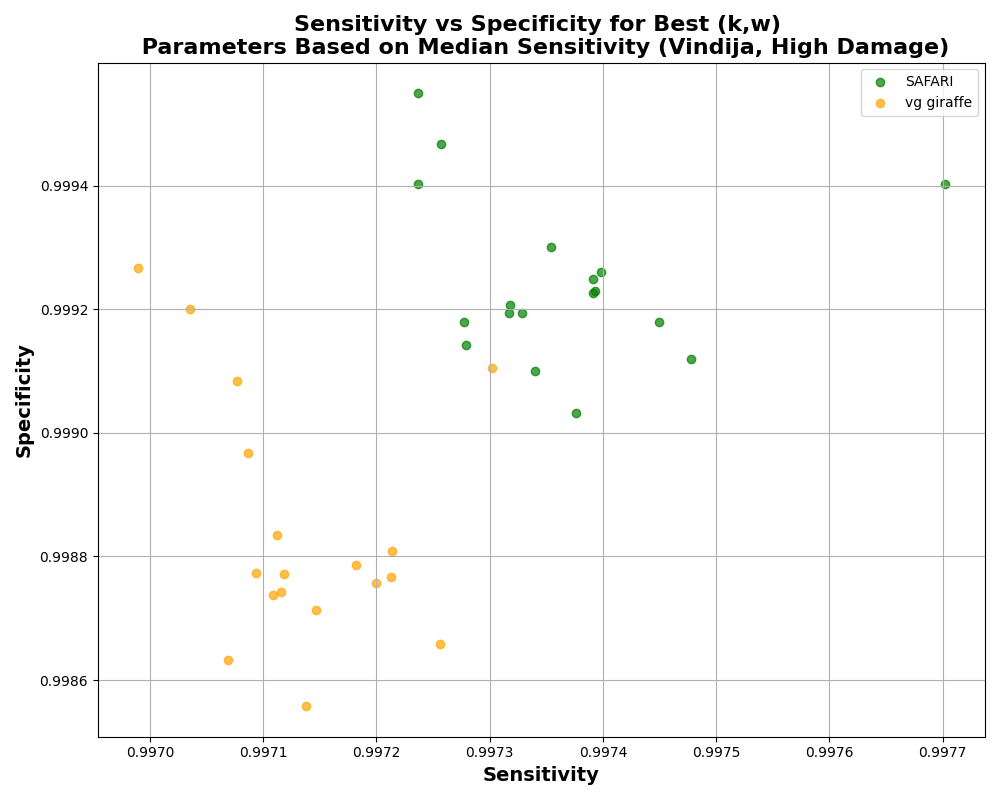 Sensitivity vs Specificity for Best (k,w)
Parameters Based on Median Sensitivity (Vindija, High Damage)
SAFARI
vg giraffe
Specificity
0.9994
0.9992
0.9990
0.9988
0.9986
0.9970 0.9971 0.9972 0.9973 0.9974 0.9975 0.9976 0.9977
Sensitivity